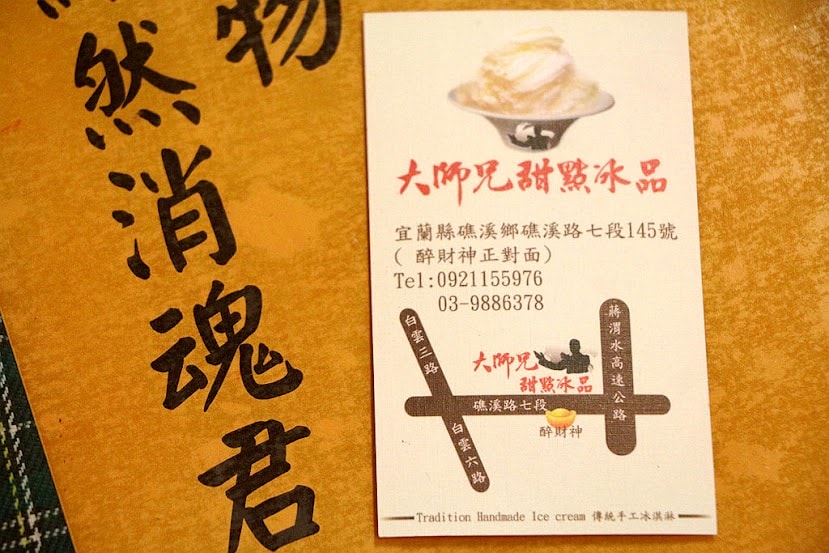 物
然消魂君
大師兄甜點冰品
宜蘭縣礁溪鄉礁溪路七段145號
( 醉財神正對面)
Tel:0921155976
03-9886378
白雲三路
蔣渭水高速公路
大師兄
甜點冰品
礁溪路七段
醉財神
白雲六路
Tradition Handmade Ice cream 傳統手工冰淇淋